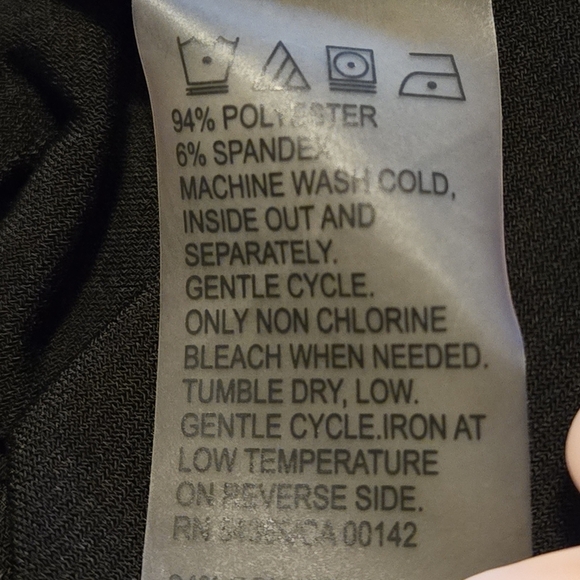 94% POLYESTER
6% SPANDEX
MACHINE WASH COLD,
INSIDE OUT AND
SEPARATELY.
GENTLE CYCLE.
ONLY NON CHLORINE
BLEACH WHEN NEEDED.
TUMBLE DRY, LOW.
GENTLE CYCLE.IRON AT
LOW TEMPERATURE
ON REVERSE SIDE.
RN 00142